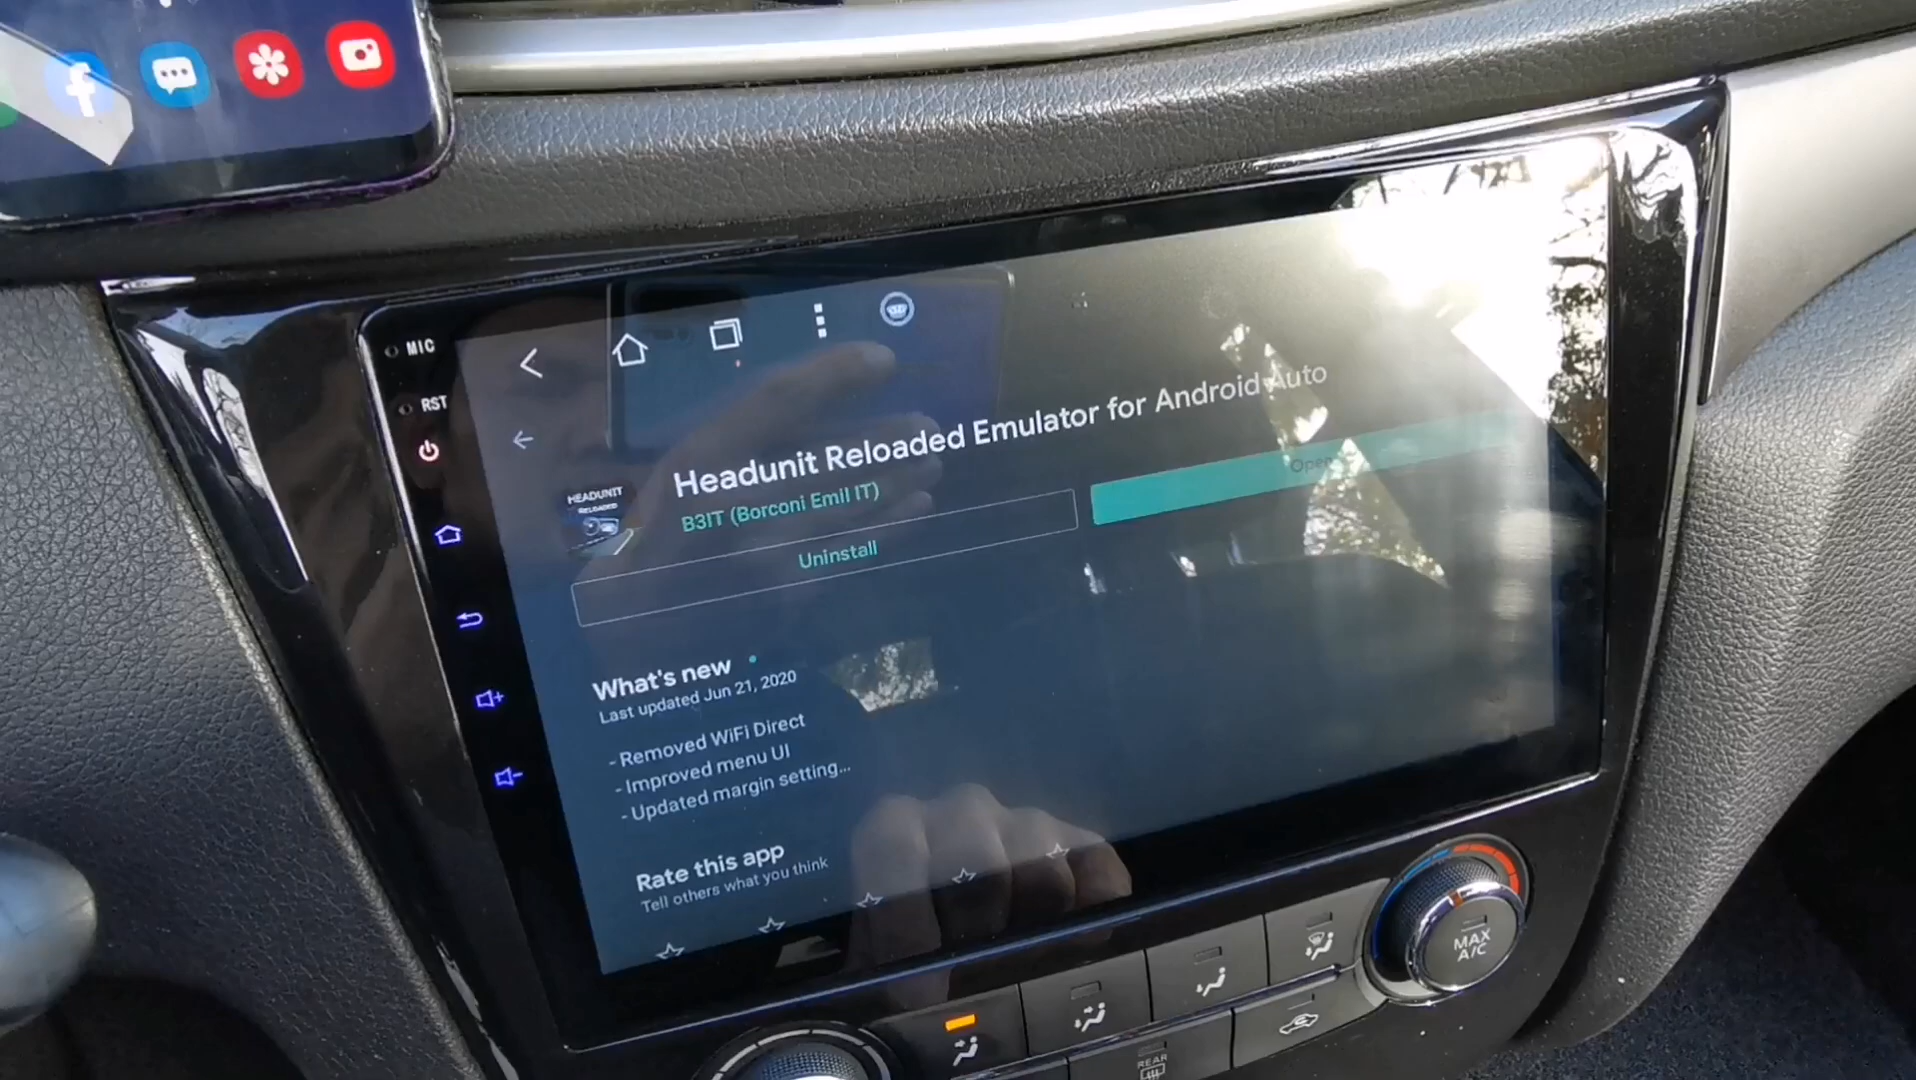 MIC
RST
Headunit Reloaded Emulator for Android Auto
B3IT (Borconi Emil IT)
HEADUNIT
RELOADED
Uninstall
Open
What's new
Last updated Jun 21, 2020
- Removed WiFi Direct
- Improved menu UI
- Updated margin setting...
Rate this app
Tell others what you think
MAX
A/C
REAR